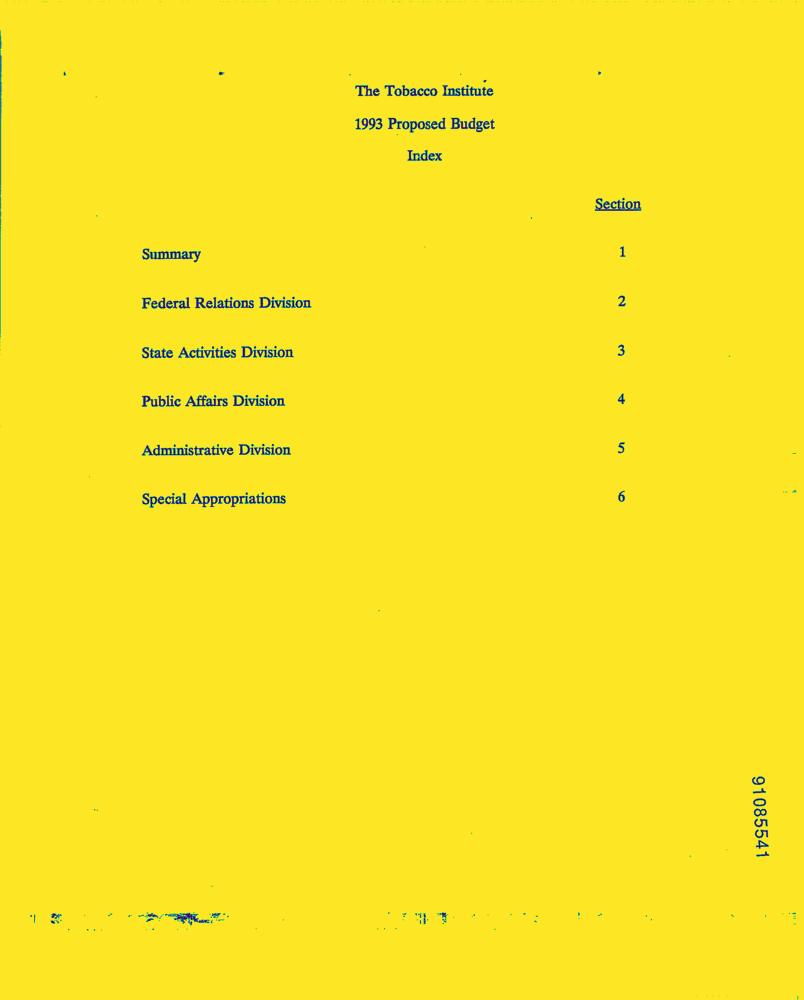 The Tobacco Institute
1993 Proposed Budget
Index
Section
Summary 1
Federal Relations Division 2
State Activities Division 3
Public Affairs Division 4
Administrative Division 5
Special Appropriations 6
91085541